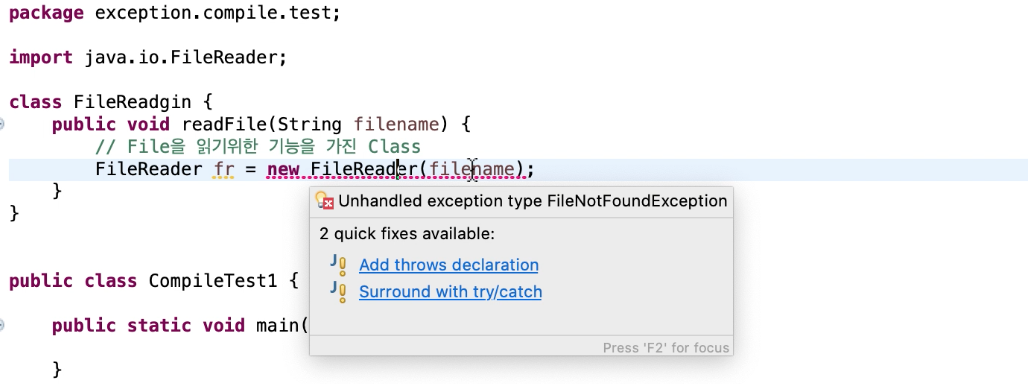 package exception.compile.test;
import java.io.FileReader;
class FileReadgin {
public void readFile(String filename) {
// File을 읽기위한 기능을 가진 Class
FileReader fr = new FileReader(filename);
}
}
Unhandled exception type FileNotFoundException
2 quick fixes available:
Add throws declaration
Surround with try/catch
Press 'F2' for focus
public class CompileTest1 {
public static void main(
}